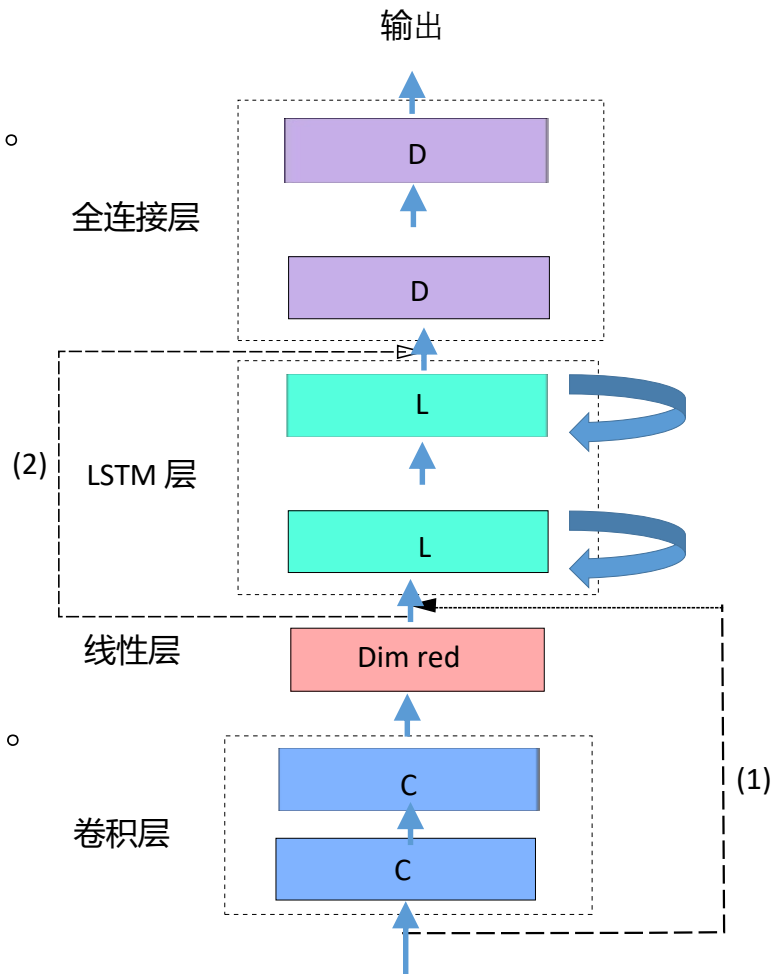 输出
。
D
全连接层
D
L
(2)
LSTM 层
L
线性层
Dim red
。
C
(1)
卷积层
C